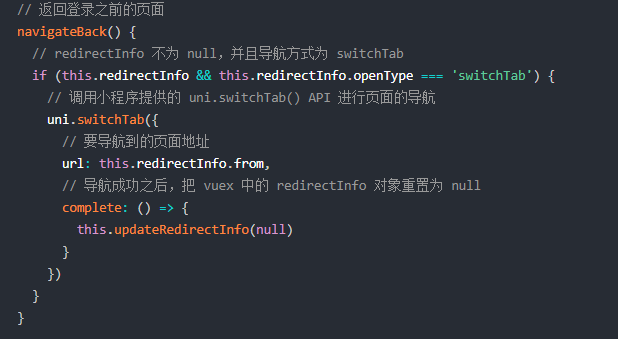 // 返回登录之前的页面
navigateBack() {
  // redirectInfo 不为 null，并且导航方式为 switchTab
  if (this.redirectInfo && this.redirectInfo.openType === 'switchTab') {
    // 调用小程序提供的 uni.switchTab() API 进行页面的导航
    uni.switchTab({
      // 要导航到的页面地址
      url: this.redirectInfo.from,
      // 导航成功之后，把 vuex 中的 redirectInfo 对象重置为 null
      complete: () => {
        this.updateRedirectInfo(null)
      }
    })
  }
}